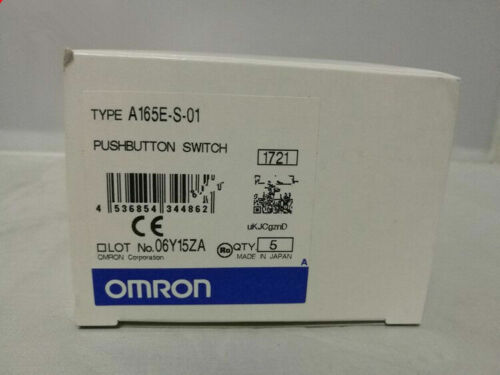 TYPE A165E-S-01
PUSHBUTTON SWITCH
1721
4 536854 344862
uKJCgznD
CE
LOT No. 06Y15ZA
QTY. 5
OMRON Corporation
MADE IN JAPAN
A
OMRON